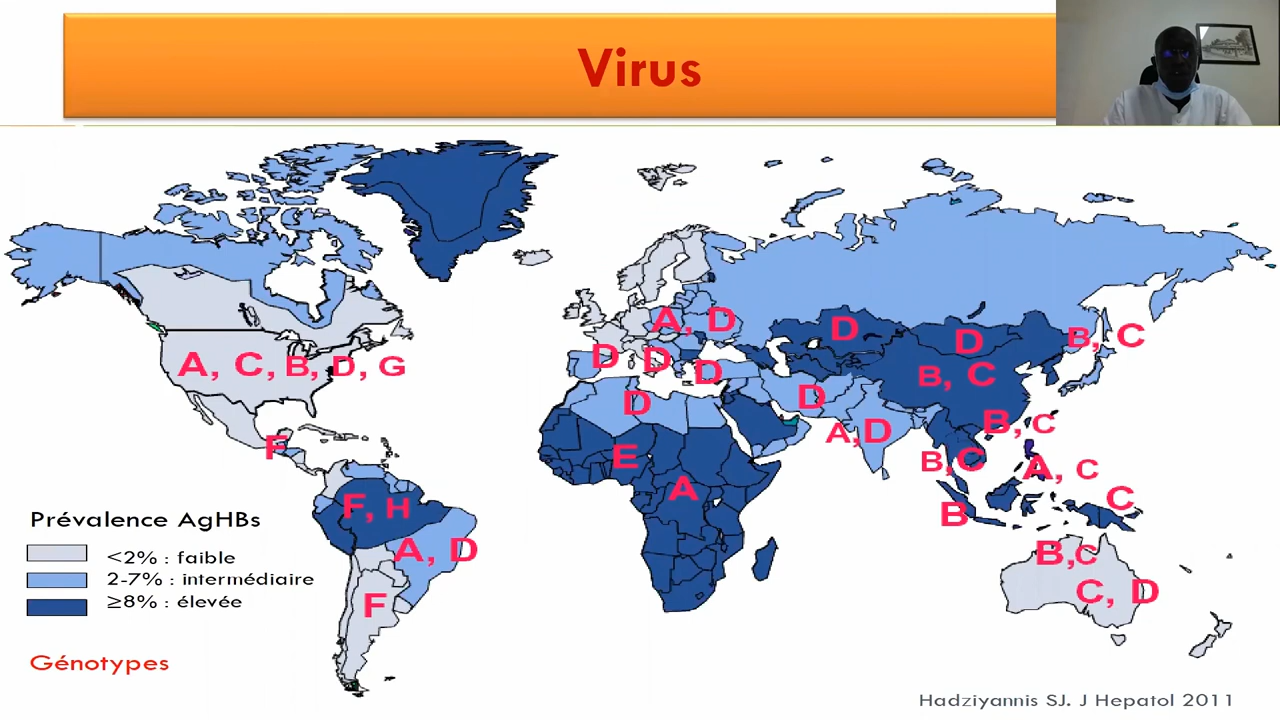 Virus
D
A, D
B, C
D
A, C, B, D, G
D
D
D
B, C
D
D
B, C
A, D
F
E
B, C
A, C
A
F, H
C
B
Prévalence AgHBs
<2% : faible
A, D
B, C
2-7% : intermédiaire
≥8% : élevée
F
C, D
Génotypes
Hadziyannis SJ. J Hepatol 2011